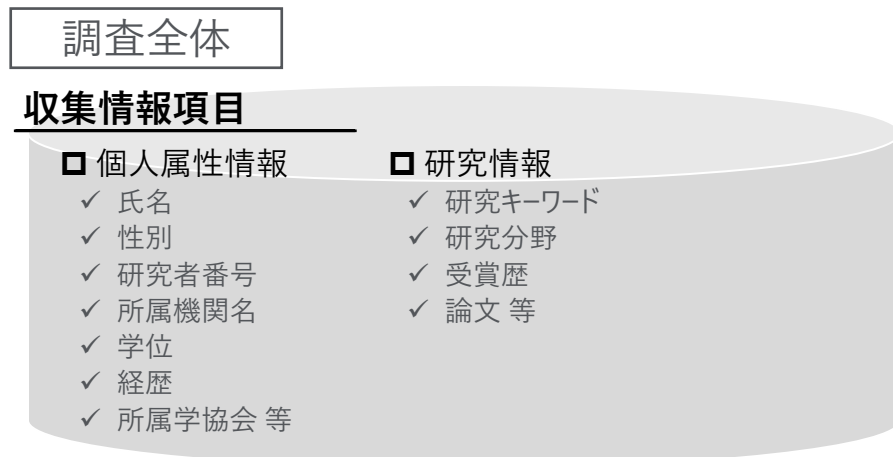 調査全体
収集情報項目
個人属性情報
氏名
性別
研究者番号
所属機関名
学位
経歴
所属学協会 等
研究情報
研究キーワード
研究分野
受賞歴
論文 等